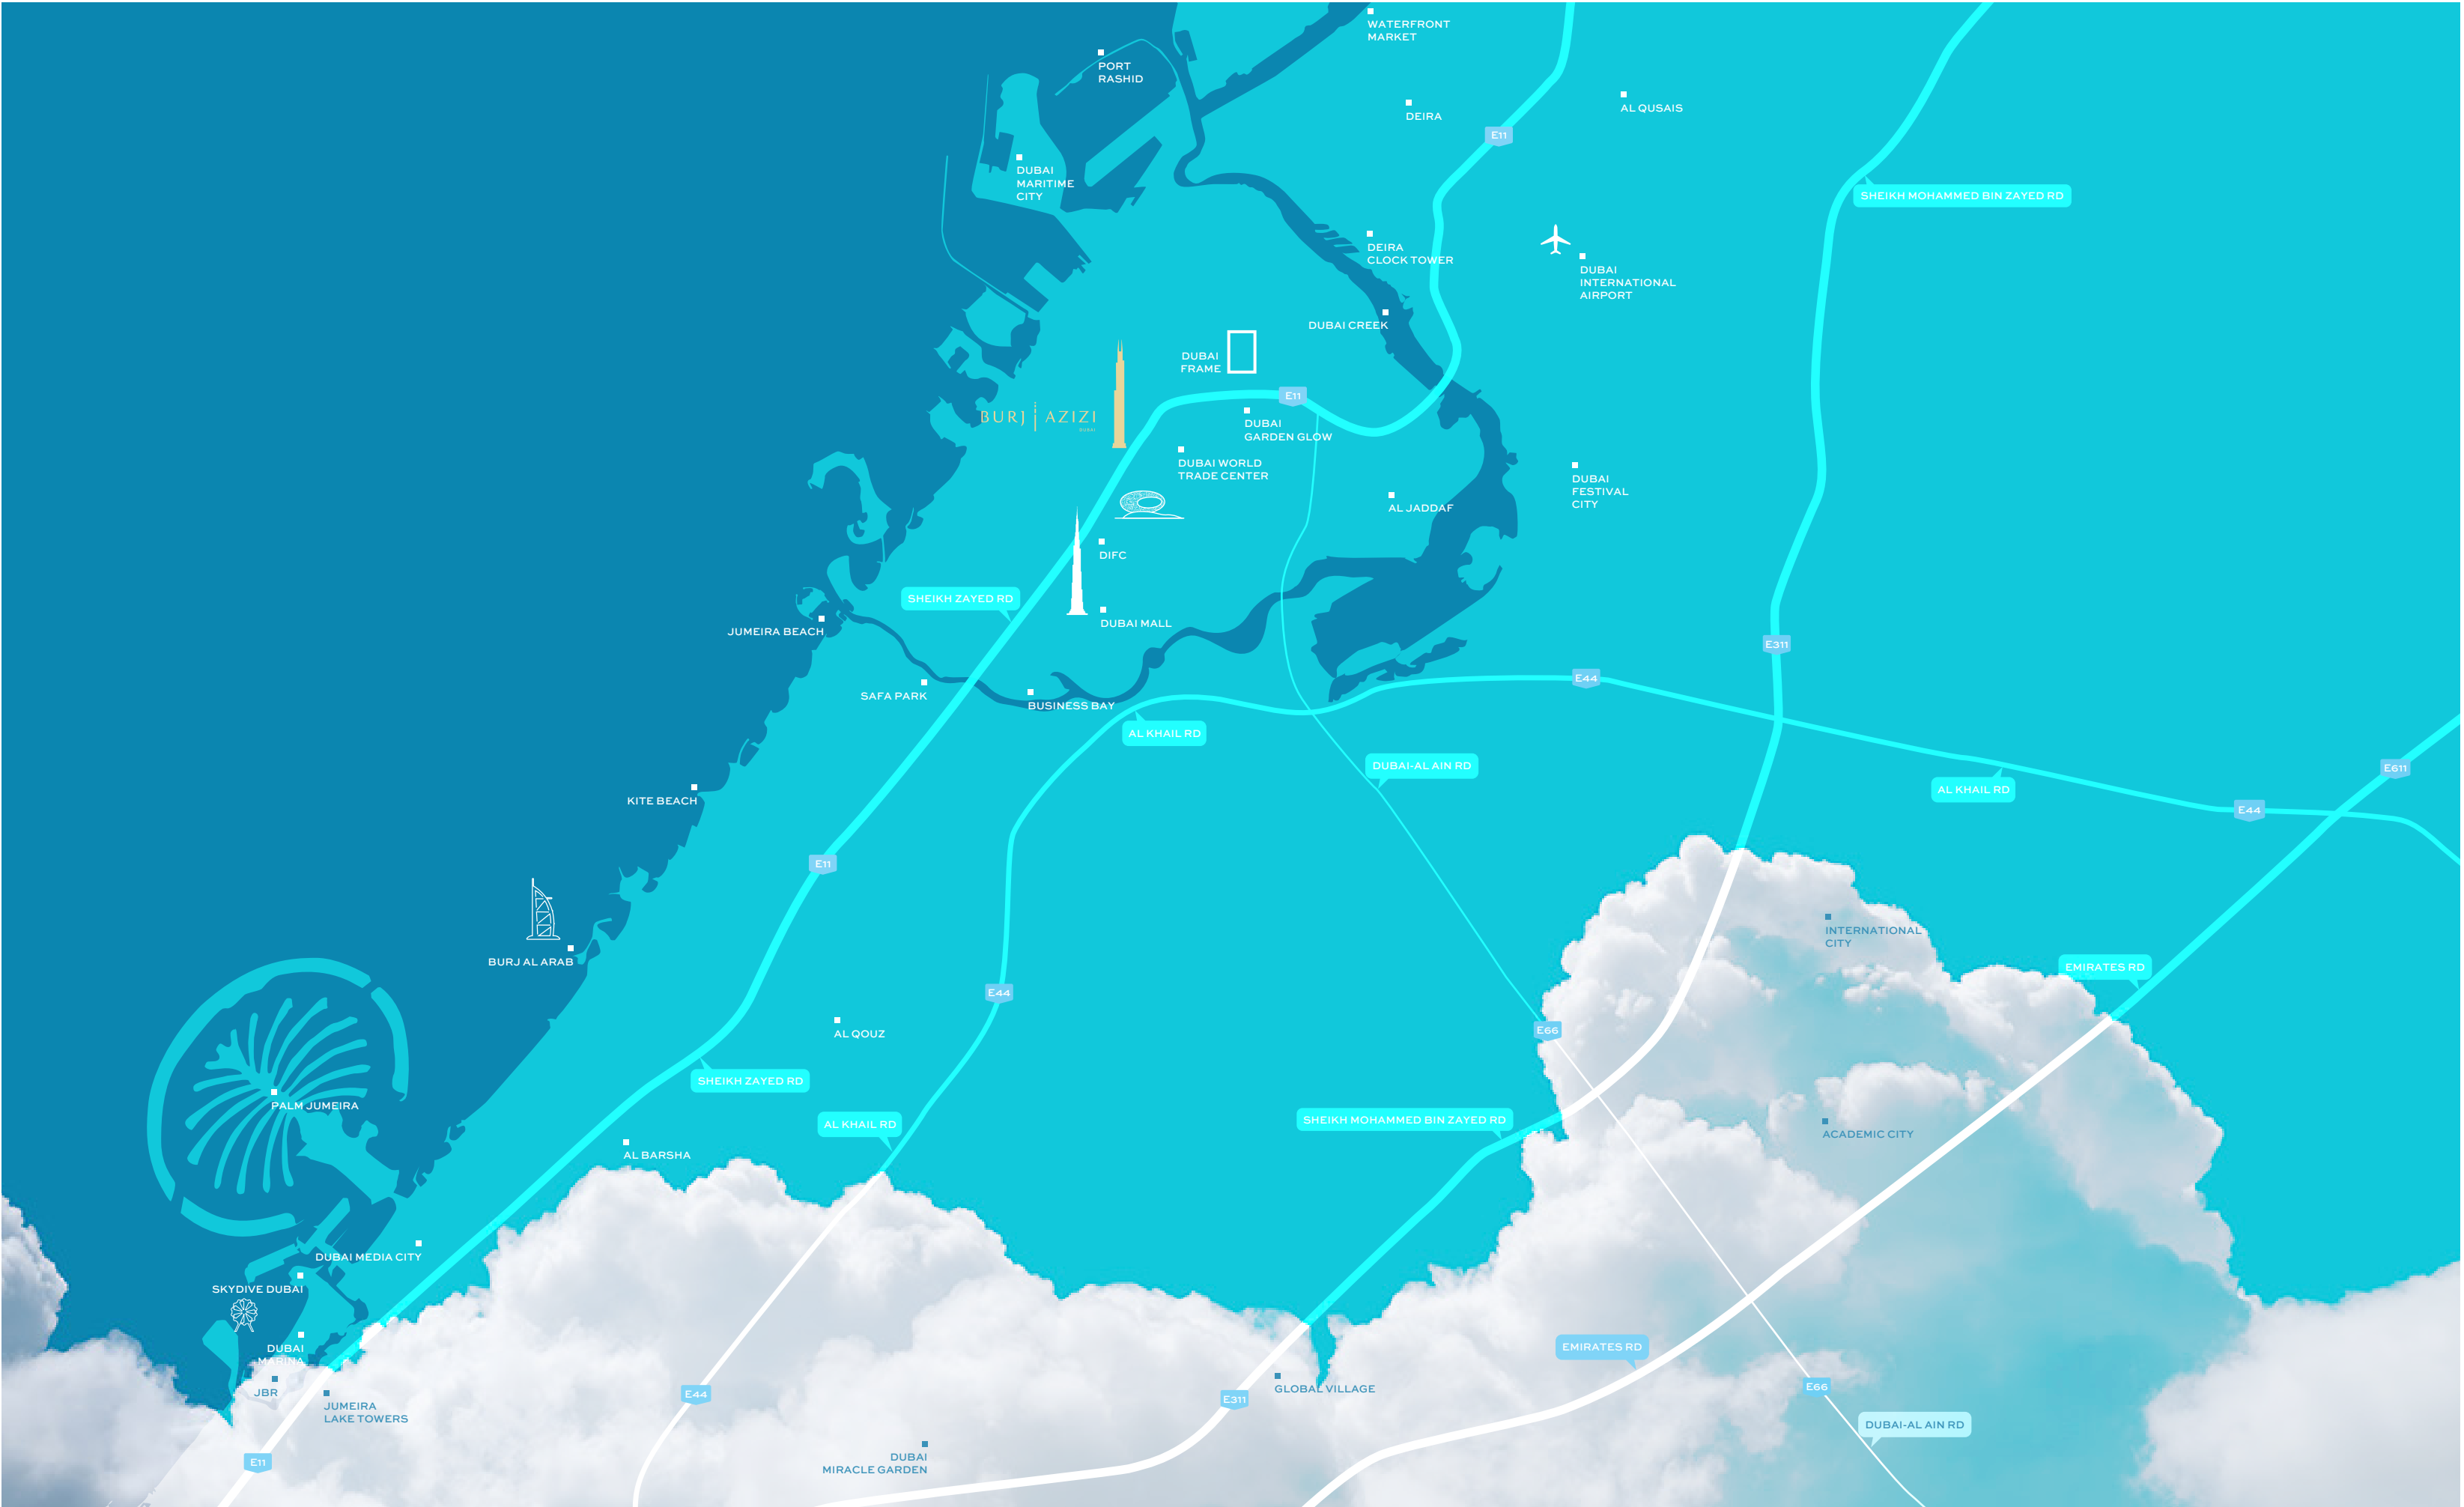 WATERFRONT
MARKET
PORT
RASHID
AL QUSAIS
DEIRA
E11
DUBAI
MARITIME
CITY
SHEIKH MOHAMMED BIN ZAYED RD
DEIRA
CLOCK TOWER
DUBAI
INTERNATIONAL
AIRPORT
DUBAI CREEK
DUBAI
FRAME
E11
BURJ AZIZI
DUBAI
DUBAI
GARDEN GLOW
DUBAI WORLD
TRADE CENTER
DUBAI
FESTIVAL
CITY
AL JADDAF
DIFC
SHEIKH ZAYED RD
DUBAI MALL
JUMEIRA BEACH
E311
E44
SAFA PARK
BUSINESS BAY
AL KHAIL RD
DUBAI-AL AIN RD
E611
AL KHAIL RD
KITE BEACH
E44
E11
INTERNATIONAL
CITY
BURJ AL ARAB
EMIRATES RD
E44
AL QOUZ
E66
SHEIKH ZAYED RD
PALM JUMEIRA
SHEIKH MOHAMMED BIN ZAYED RD
AL KHAIL RD
ACADEMIC CITY
AL BARSHA
DUBAI MEDIA CITY
SKYDIVE DUBAI
DUBAI
MARINA
EMIRATES RD
E66
GLOBAL VILLAGE
JBR
E44
E311
JUMEIRA
LAKE TOWERS
DUBAI-AL AIN RD
DUBAI
MIRACLE GARDEN
E11